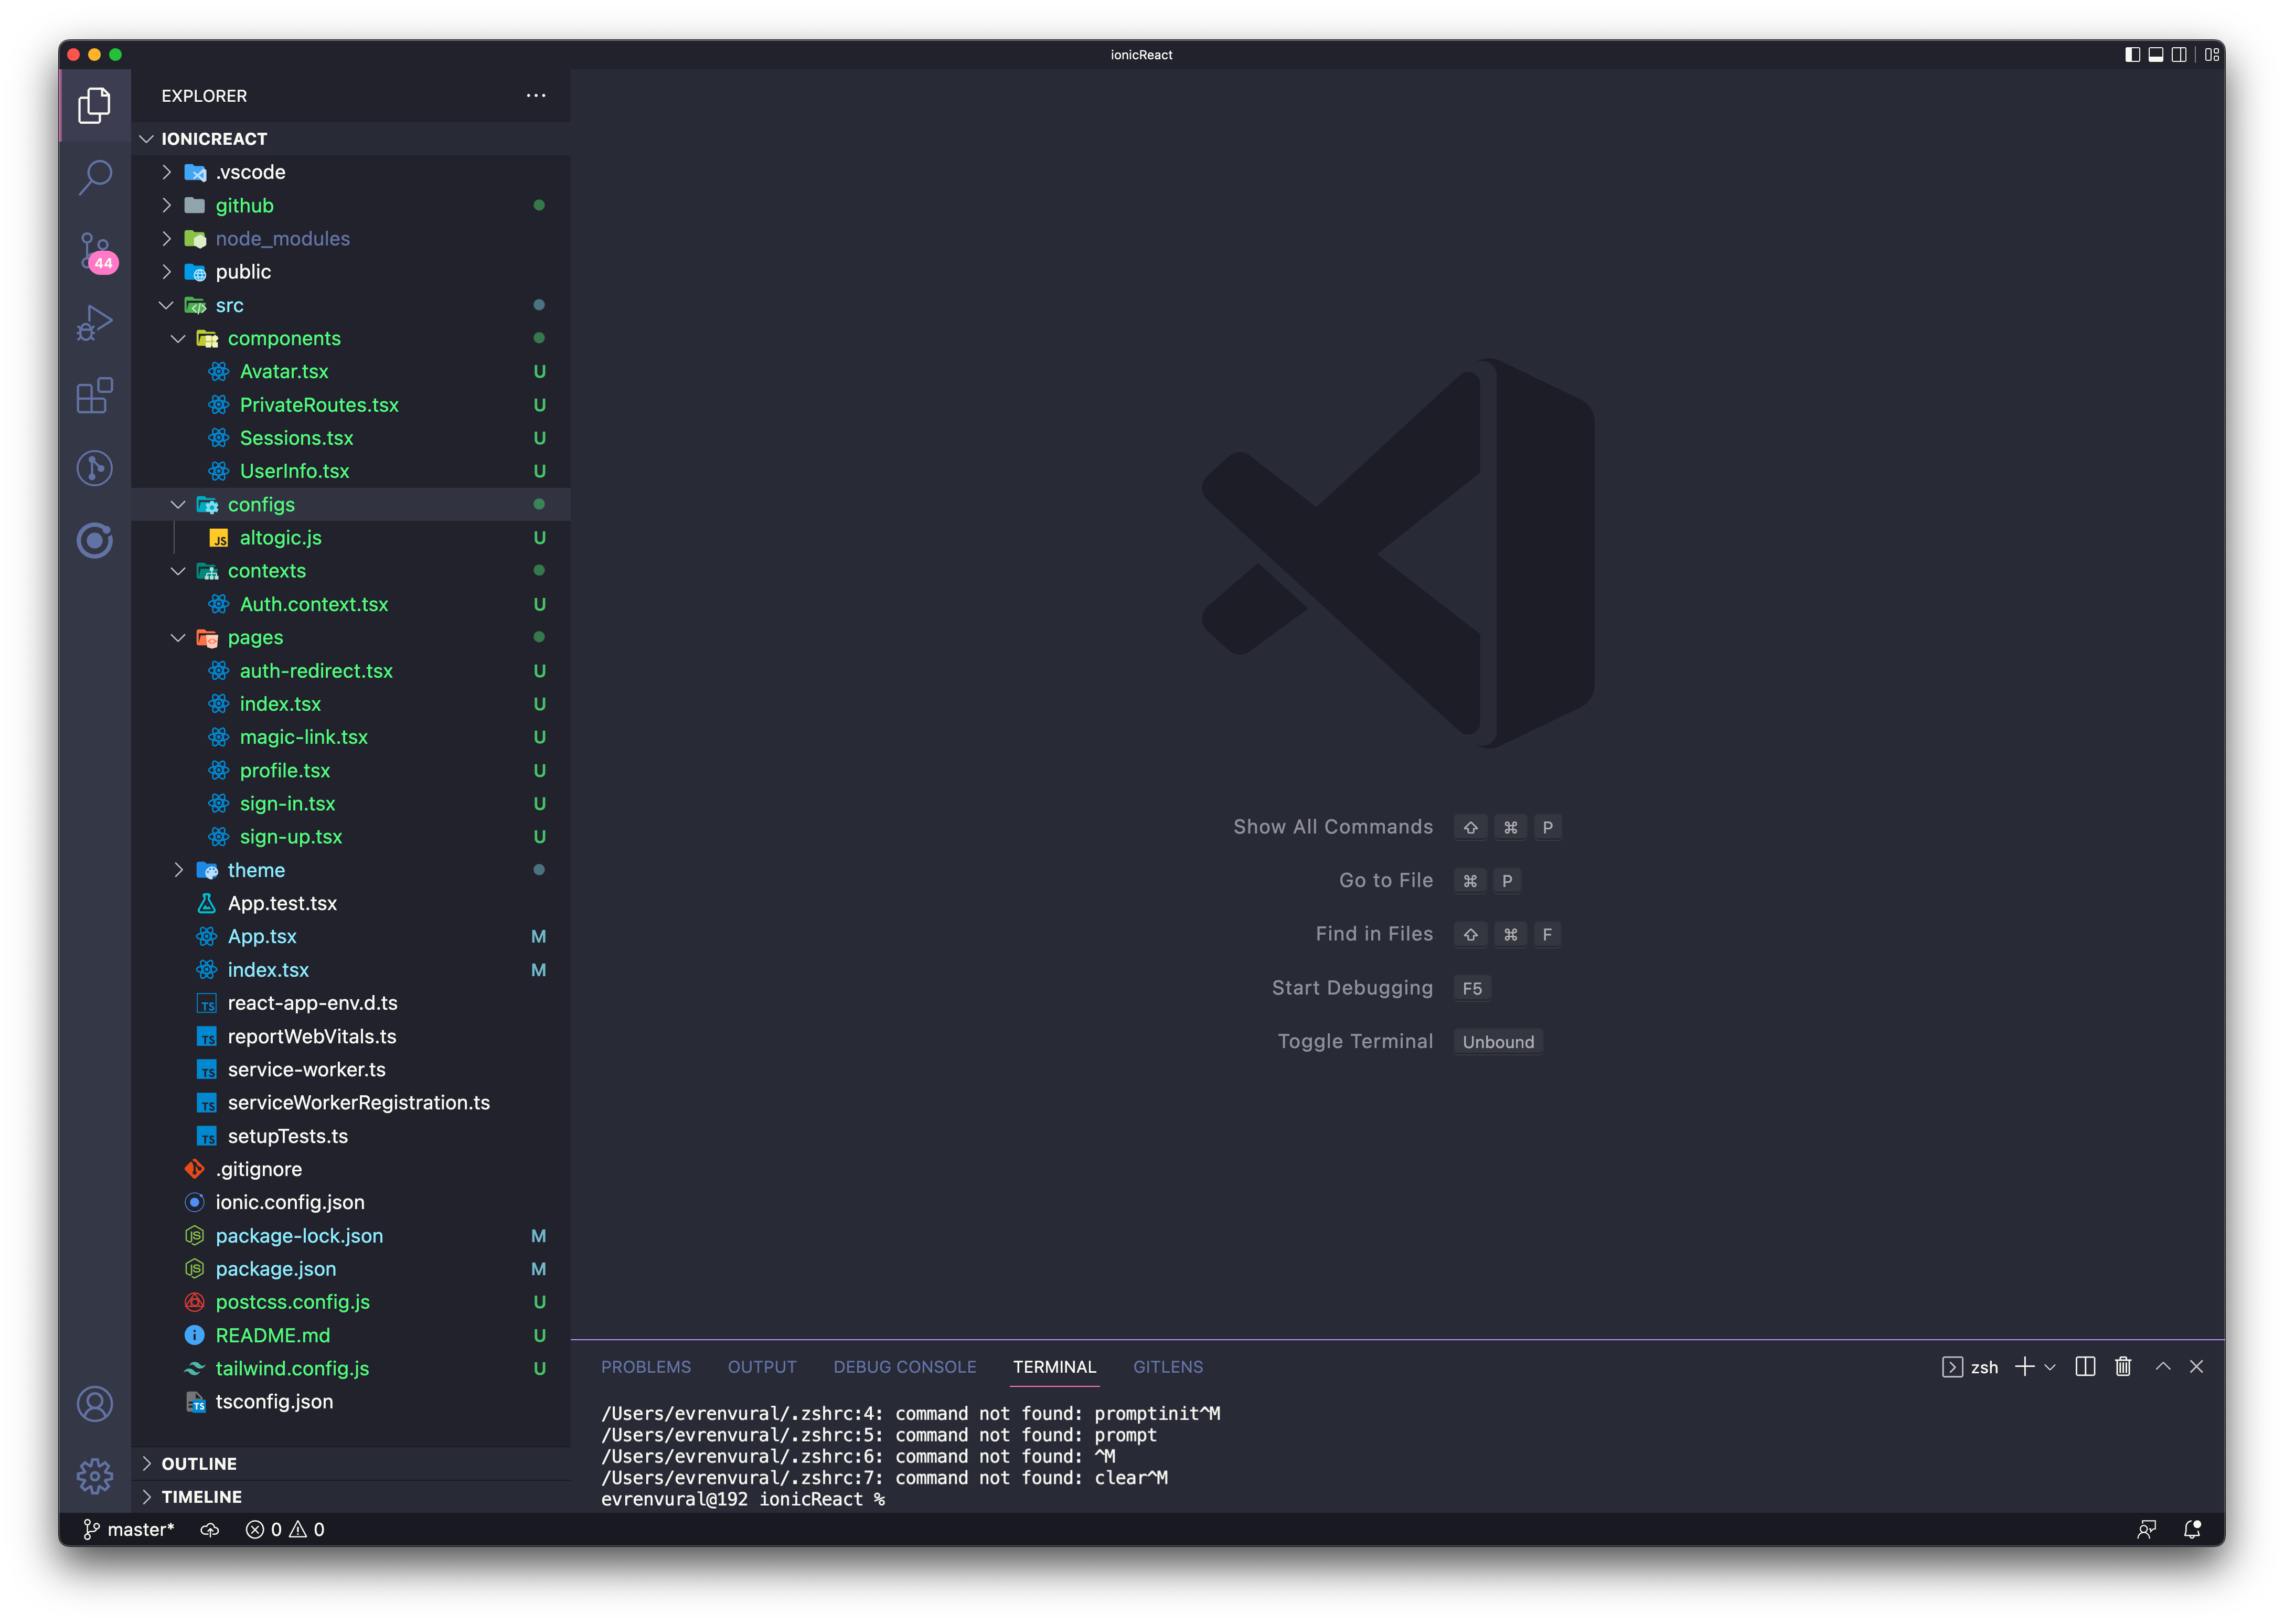 ionicReact
EXPLORER
IONICREACT
.vscode
github
node_modules
public
src
components
Avatar.tsx U
PrivateRoutes.tsx U
Sessions.tsx U
UserInfo.tsx U
configs
altogic.js U
contexts
Auth.context.tsx U
pages
auth-redirect.tsx U
index.tsx U
magic-link.tsx U
profile.tsx U
sign-in.tsx U
sign-up.tsx U
theme
App.test.tsx
App.tsx M
index.tsx M
react-app-env.d.ts
reportWebVitals.ts
service-worker.ts
serviceWorkerRegistration.ts
setupTests.ts
.gitignore
ionic.config.json
package-lock.json M
package.json M
postcss.config.js U
README.md U
tailwind.config.js U
tsconfig.json
OUTLINE
TIMELINE
44
Show All Commands ⇧ ⌘ P
Go to File ⌘ P
Find in Files ⇧ ⌘ F
Start Debugging F5
Toggle Terminal Unbound
PROBLEMS OUTPUT DEBUG CONSOLE TERMINAL GITLENS
zsh
/Users/evrenvural/.zshrc:4: command not found: promptinit^M
/Users/evrenvural/.zshrc:5: command not found: prompt
/Users/evrenvural/.zshrc:6: command not found: ^M
/Users/evrenvural/.zshrc:7: command not found: clear^M
evrenvural@192 ionicReact %
master* 0 0